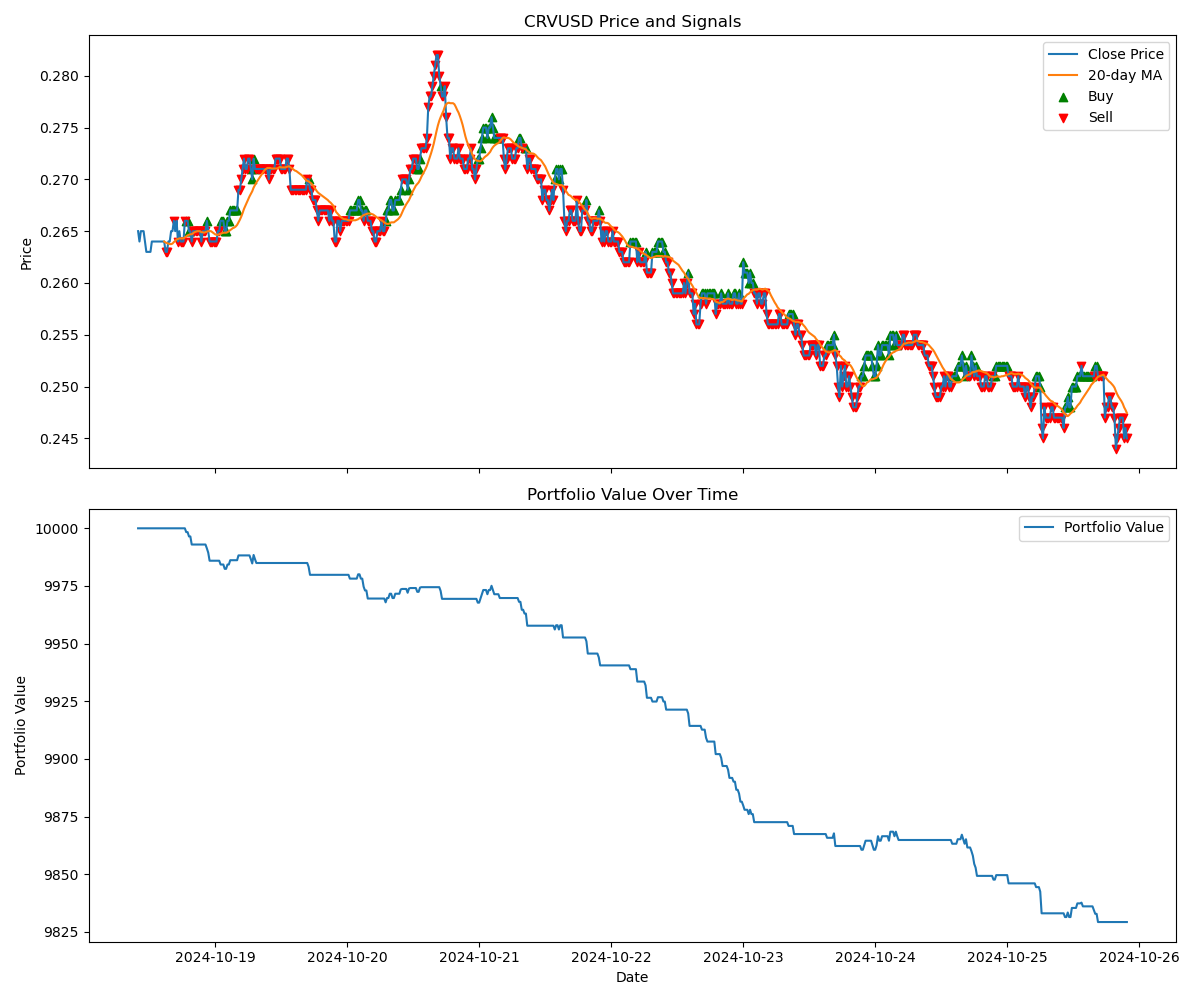 CRVUSD Price and Signals
Price
0.280
0.275
0.270
0.265
0.260
0.255
0.250
0.245
Close Price
20-day MA
Buy
Sell
Portfolio Value Over Time
Portfolio Value
10000
9975
9950
9925
9900
9875
9850
9825
Portfolio Value
2024-10-19 2024-10-20 2024-10-21 2024-10-22 2024-10-23 2024-10-24 2024-10-25 2024-10-26
Date